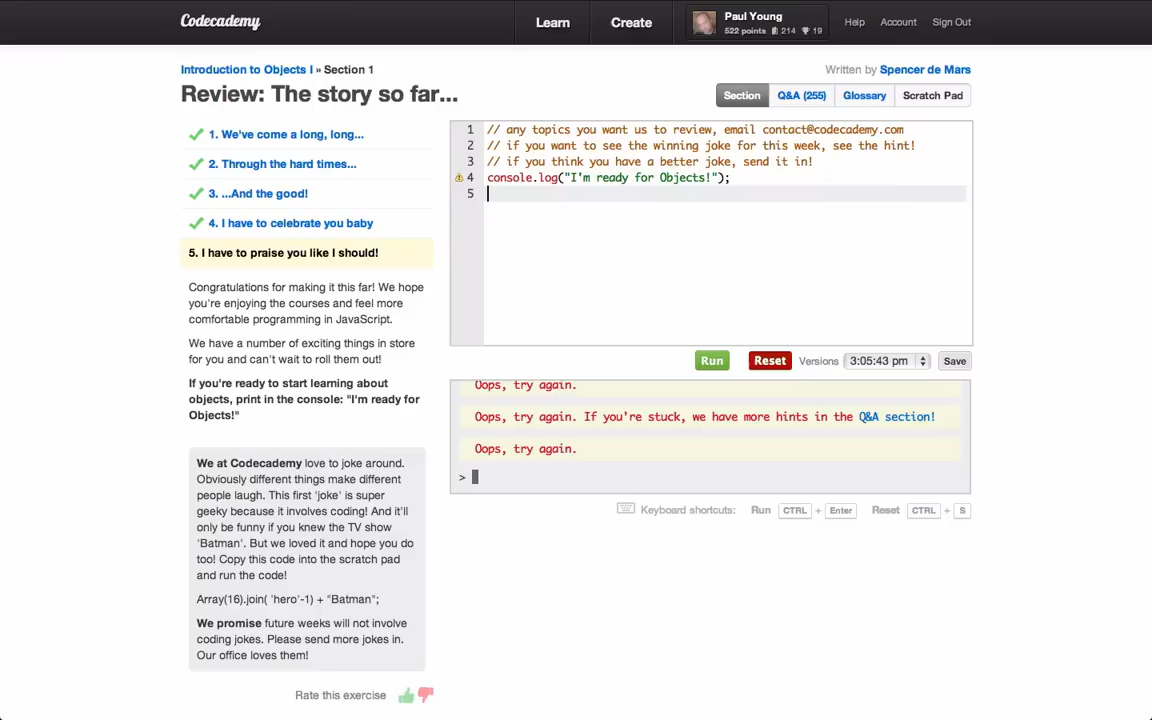 Codecademy
Learn
Create
Paul Young
522 points 214 19
Help
Account
Sign Out
Introduction to Objects I » Section 1
Written by Spencer de Mars
Review: The story so far...
Section
Q&A (255)
Glossary
Scratch Pad
1. We've come a long, long...
2. Through the hard times...
3. ...And the good!
4. I have to celebrate you baby
5. I have to praise you like I should!
Congratulations for making it this far! We hope
you're enjoying the courses and feel more
comfortable programming in JavaScript.
We have a number of exciting things in store
for you and can't wait to roll them out!
If you're ready to start learning about
objects, print in the console: "I'm ready for
Objects!"
We at Codecademy love to joke around.
Obviously different things make different
people laugh. This first 'joke' is super
geeky because it involves coding! And it'll
only be funny if you knew the TV show
'Batman'. But we loved it and hope you do
too! Copy this code into the scratch pad
and run the code!
Array(16).join( 'hero'-1) + "Batman";
We promise future weeks will not involve
coding jokes. Please send more jokes in.
Our office loves them!
Rate this exercise
1 // any topics you want us to review, email contact@codecademy.com
2 // if you want to see the winning joke for this week, see the hint!
3 // if you think you have a better joke, send it in!
4 console.log("I'm ready for Objects!");
5
Run
Reset
Versions
3:05:43 pm
Save
Oops, try again.
Oops, try again. If you're stuck, we have more hints in the Q&A section!
Oops, try again.
>
Keyboard shortcuts: Run CTRL + Enter Reset CTRL + S